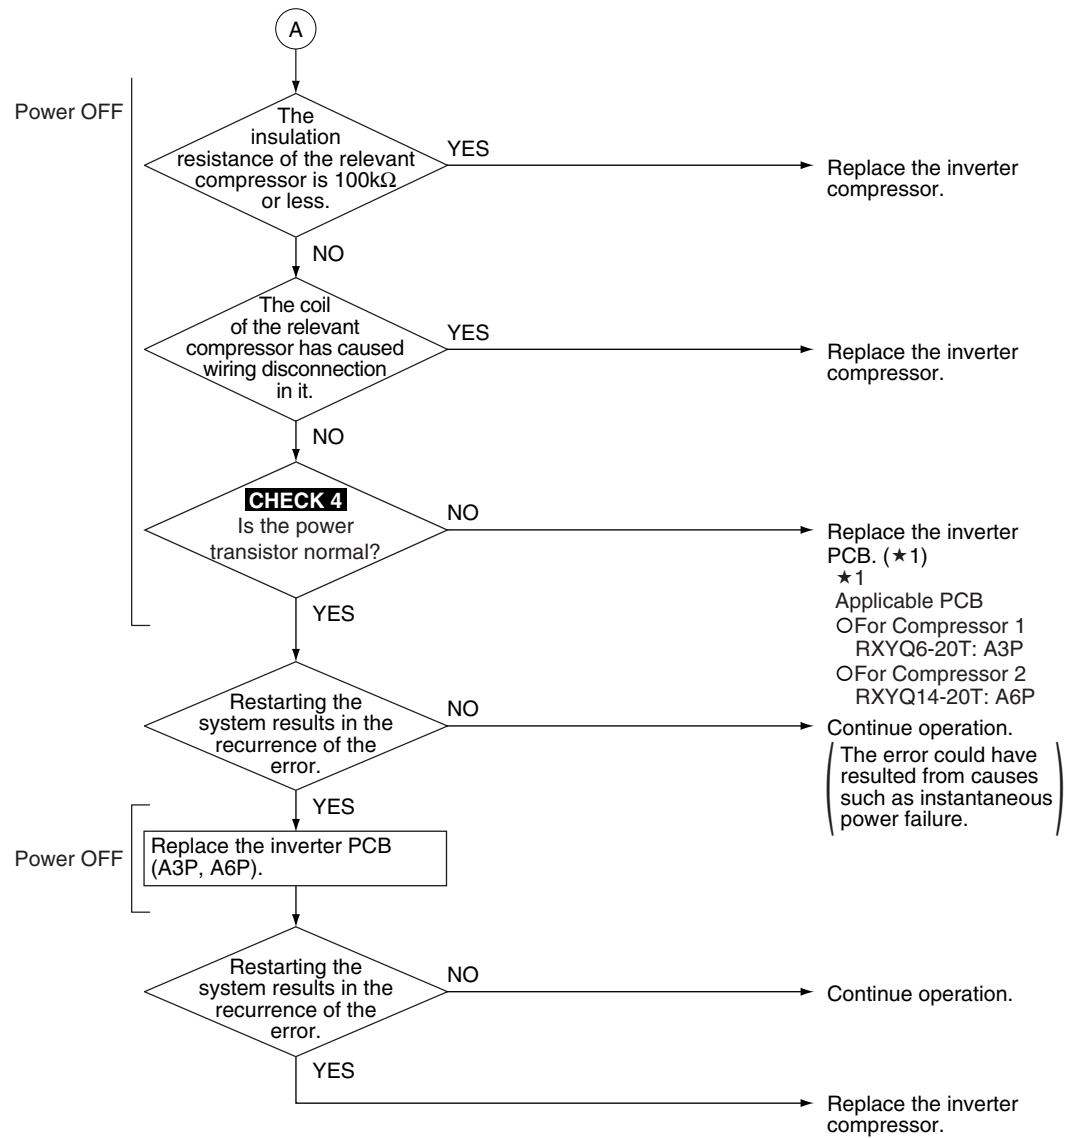 A
Power OFF
The
insulation
resistance of the relevant
compressor is 100kΩ
or less.
YES
Replace the inverter
compressor.
NO
The coil
of the relevant
compressor has caused
wiring disconnection
in it.
YES
Replace the inverter
compressor.
NO
CHECK 4
Is the power
transistor normal?
NO
Replace the inverter
PCB. (★1)
★1
Applicable PCB
○For Compressor 1
RXYQ6-20T: A3P
○For Compressor 2
RXYQ14-20T: A6P
YES
Restarting the
system results in the
recurrence of the
error.
NO
Continue operation.
(The error could have
resulted from causes
such as instantaneous
power failure.)
YES
Power OFF
Replace the inverter PCB
(A3P, A6P).
Restarting the
system results in the
recurrence of the
error.
NO
Continue operation.
YES
Replace the inverter
compressor.